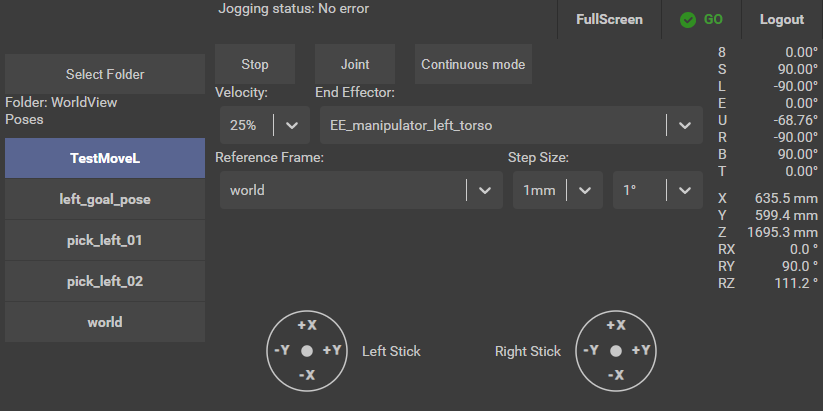 Jogging status: No error
FullScreen
GO
Logout
Select Folder
Folder: WorldView
Poses
TestMoveL
left_goal_pose
pick_left_01
pick_left_02
world
Stop
Joint
Continuous mode
Velocity:
End Effector:
25%
EE_manipulator_left_torso
Reference Frame:
Step Size:
world
1mm
1°
8 0.00°
S 90.00°
L -90.00°
E 0.00°
U -68.76°
R -90.00°
B 90.00°
T 0.00°
X 635.5 mm
Y 599.4 mm
Z 1695.3 mm
RX 0.0 °
RY 90.0 °
RZ 111.2 °
+X
-Y +Y
-X
Left Stick
Right Stick
+X
-Y +Y
-X